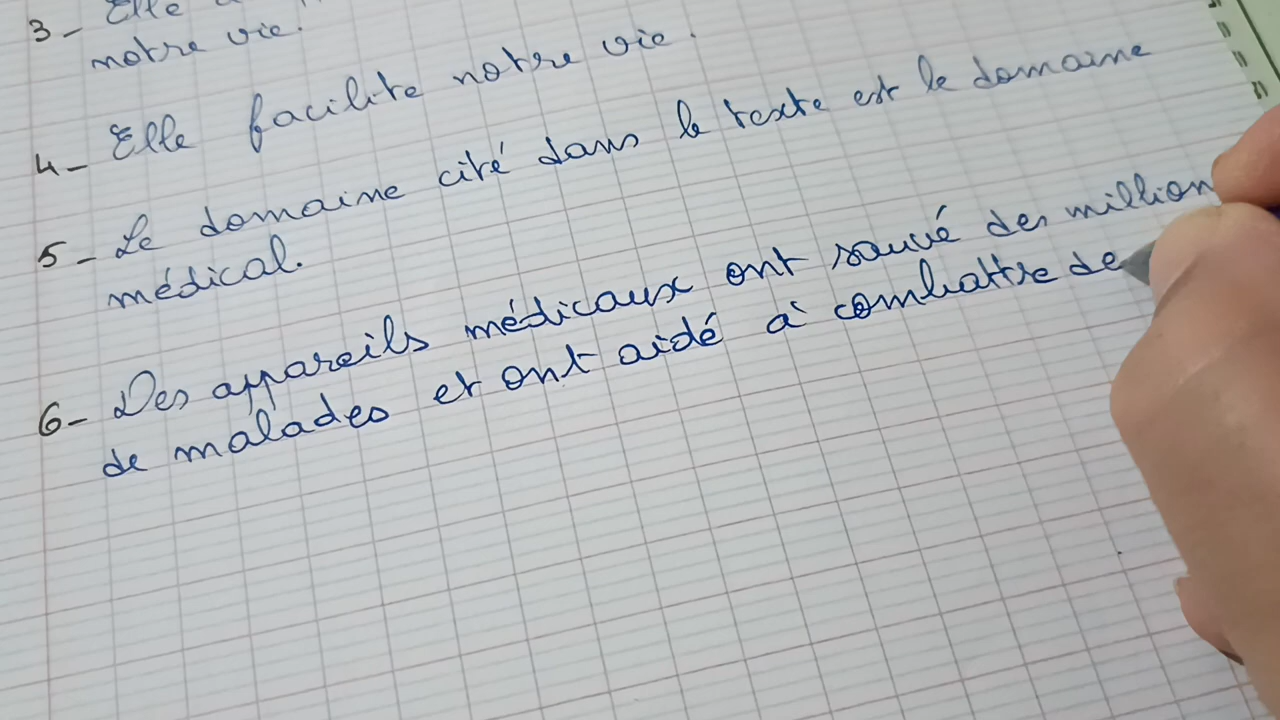 3- Elle
notre vie.
4- Elle facilite notre vie.
5- Le domaine cité dans le texte est le domaine
médical.
6- Des appareils médicaux ont sauvé des million
de malades et ont aidé à combattre de